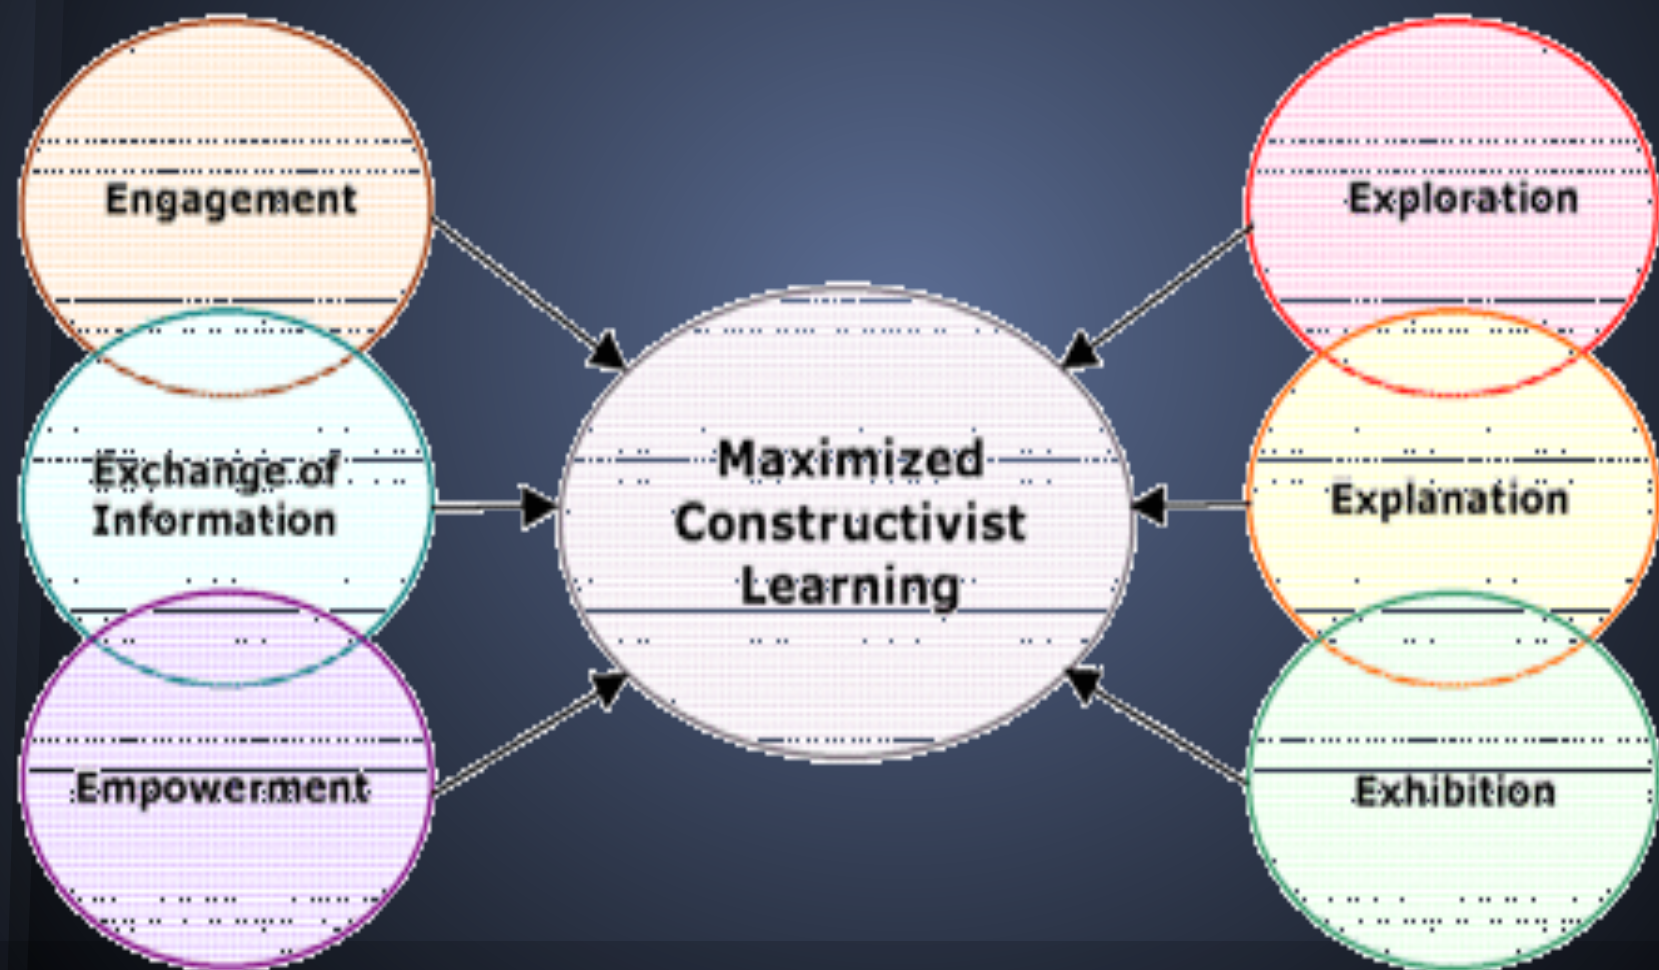 Engagement
Exploration
Exchange of
Information
Maximized
Constructivist
Learning
Explanation
Empowerment
Exhibition